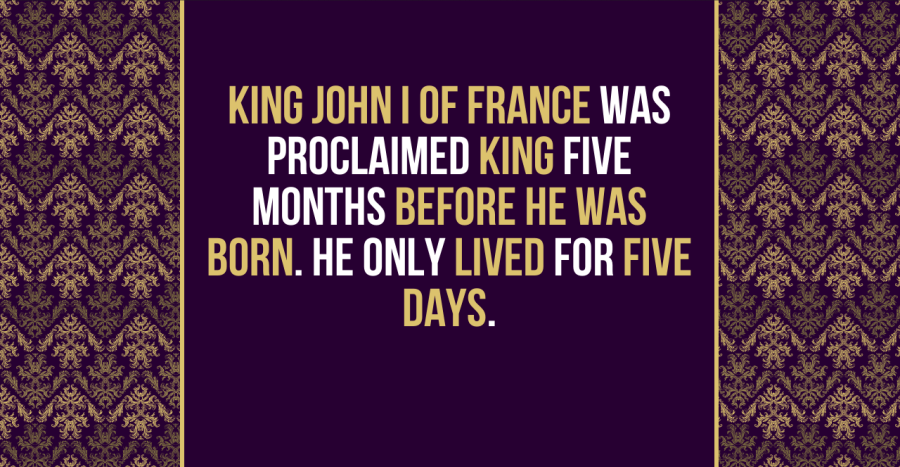 KING JOHN I OF FRANCE WAS
PROCLAIMED KING FIVE
MONTHS BEFORE HE WAS
BORN. HE ONLY LIVED FOR FIVE
DAYS.